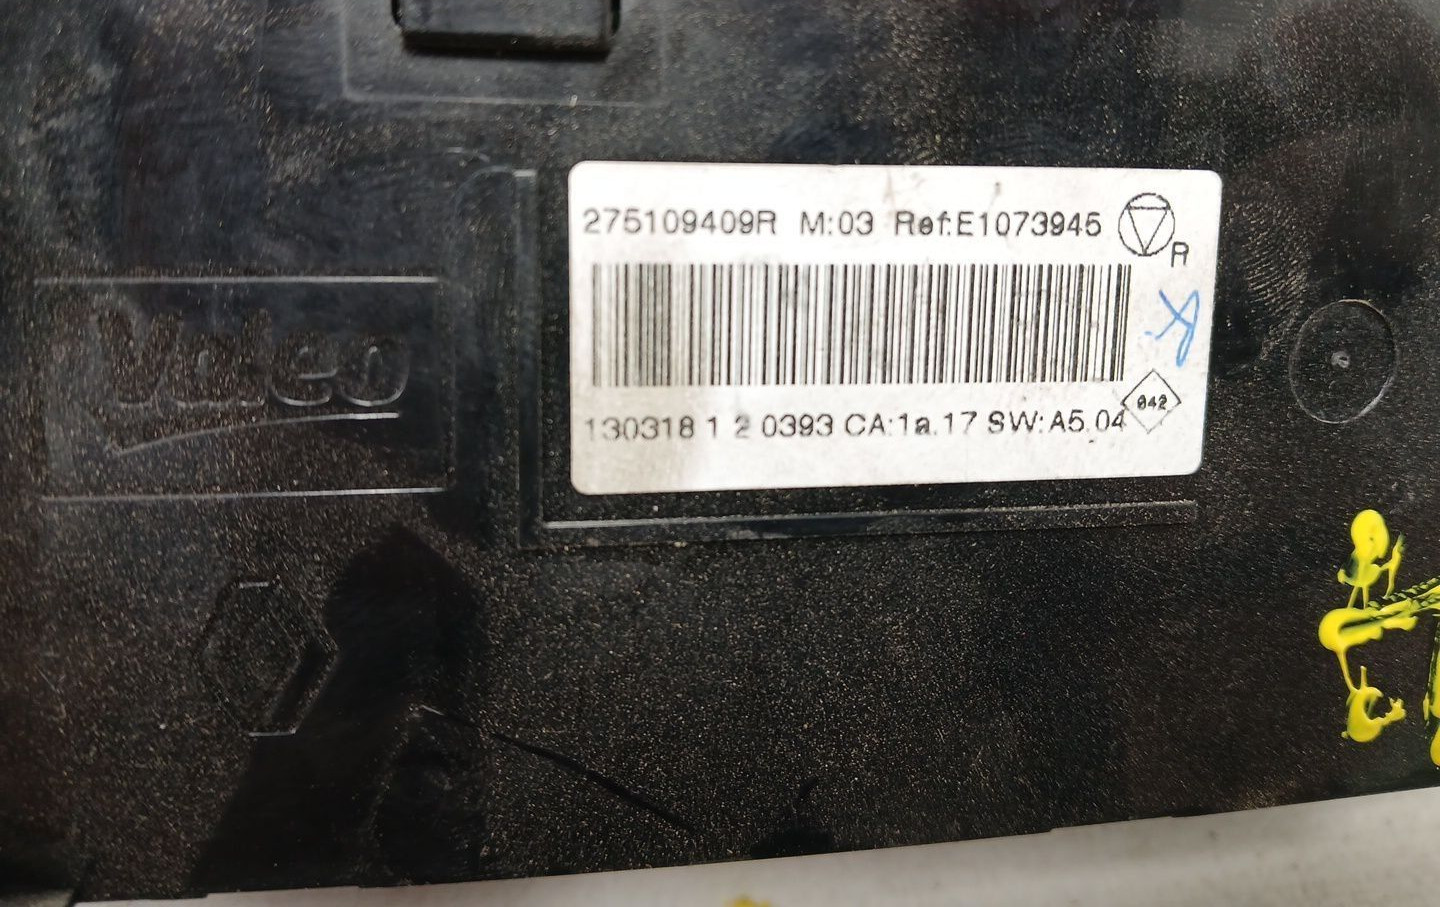 275109409R M:03 Ref:E1073945
R
Valeo
130318 1 2 0393 CA:1a.17 SW:A5.04
042